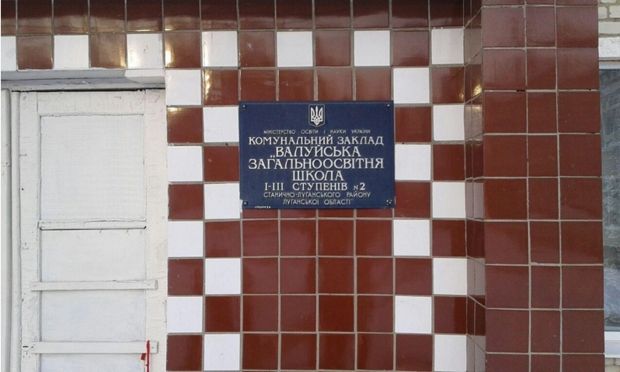 МІНІСТЕРСТВО ОСВІТИ І НАУКИ УКРАЇНИ
КОМУНАЛЬНИЙ ЗАКЛАД
„ВАЛУЙСЬКА
ЗАГАЛЬНООСВІТНЯ
ШКОЛА
І-ІІІ СТУПЕНІВ №2
СТАНИЧНО-ЛУГАНСЬКОГО РАЙОНУ
ЛУГАНСЬКОЇ ОБЛАСТІ